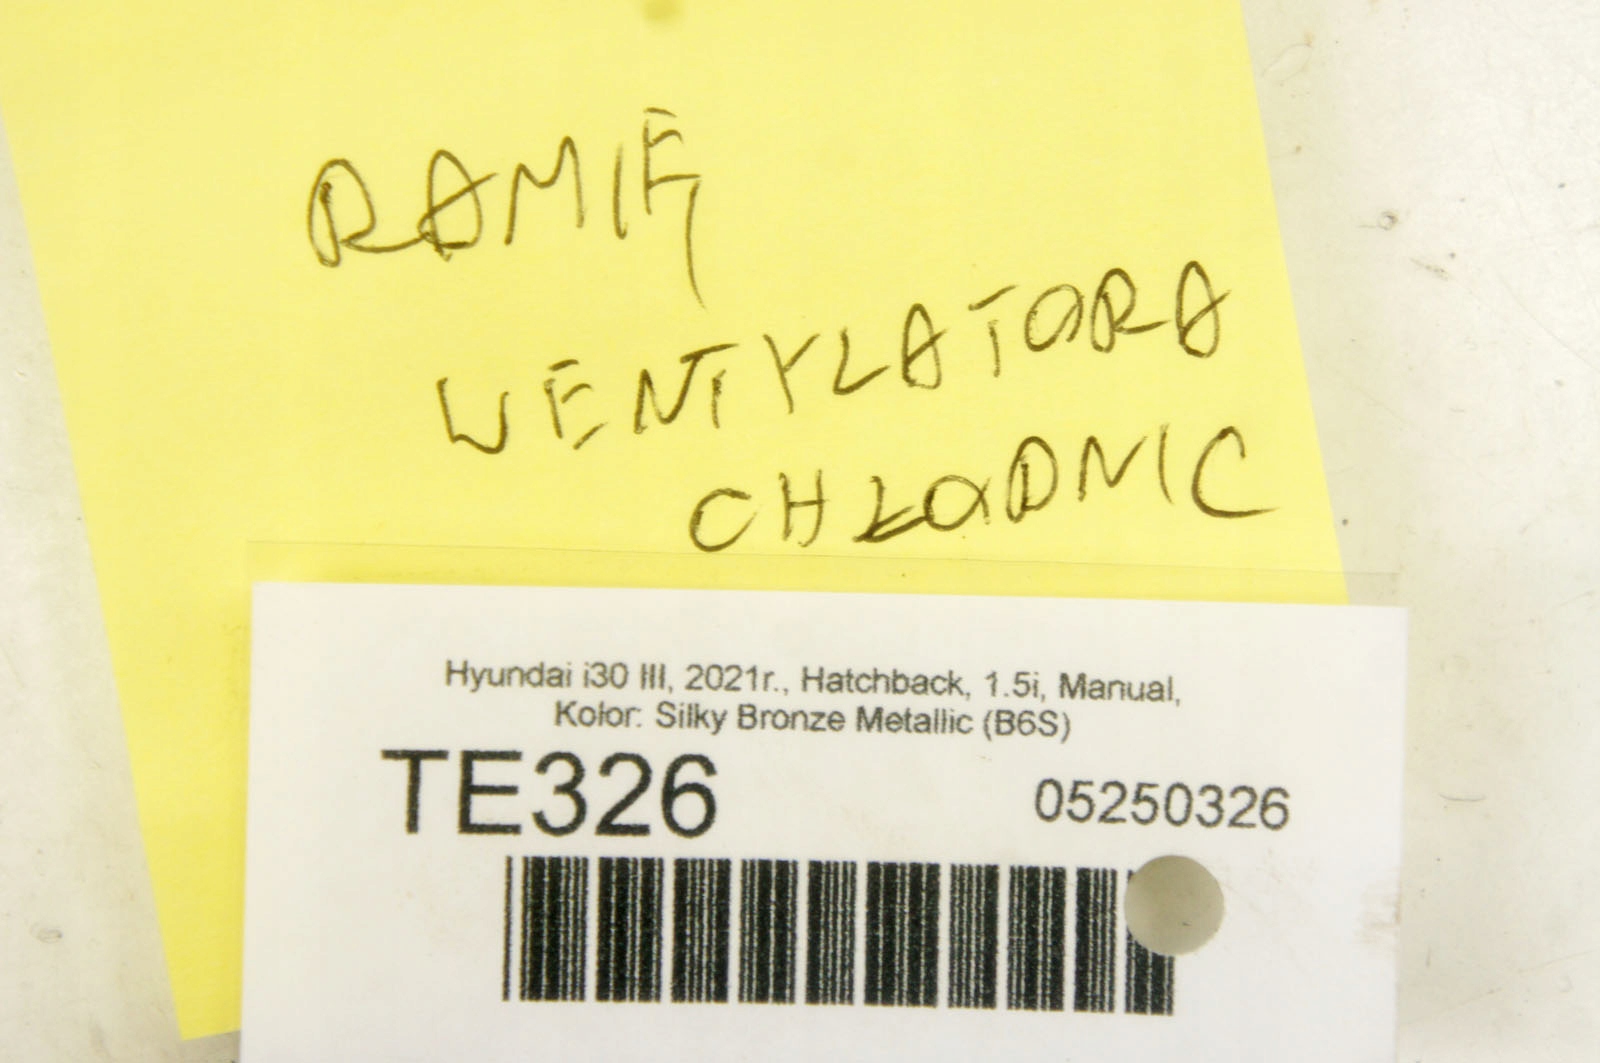 RAMIĘ
WENTYLATORA
CHŁODNIC
Hyundai i30 III, 2021r., Hatchback, 1.5i, Manual,
Kolor: Silky Bronze Metallic (B6S)
TE326 05250326